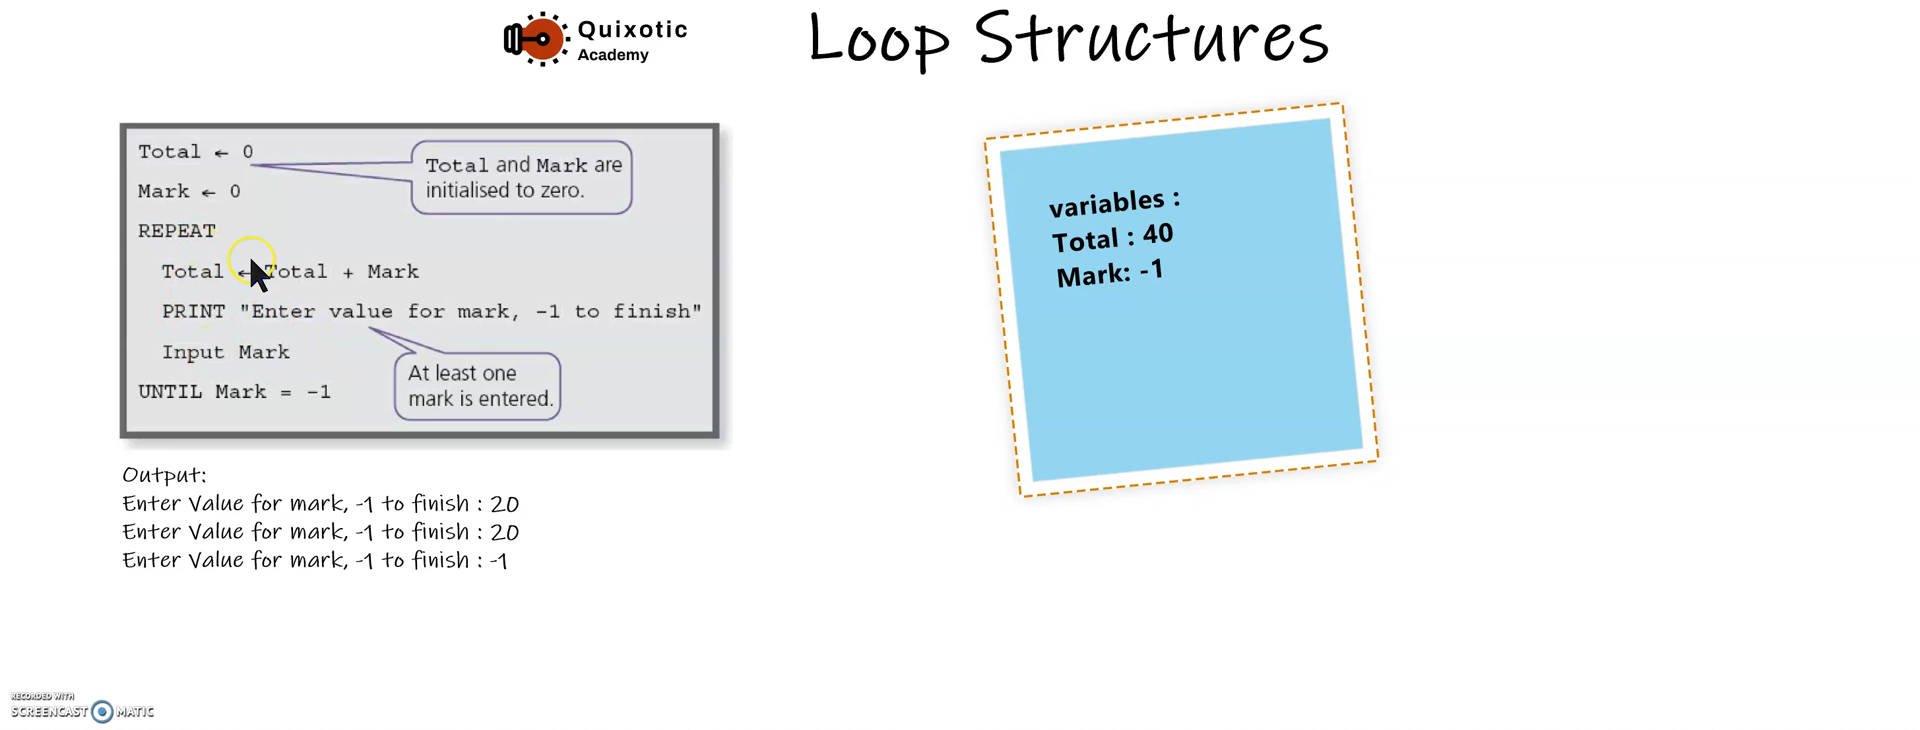 Quixotic
Academy
Loop Structures
Total ← 0
Mark ← 0
REPEAT
Total ← Total + Mark
PRINT "Enter value for mark, -1 to finish"
Input Mark
UNTIL Mark = -1
Total and Mark are
initialised to zero.
At least one
mark is entered.
Output:
Enter Value for mark, -1 to finish : 20
Enter Value for mark, -1 to finish : 20
Enter Value for mark, -1 to finish : -1
variables :
Total : 40
Mark: -1
RECORDED WITH
SCREENCAST MATIC